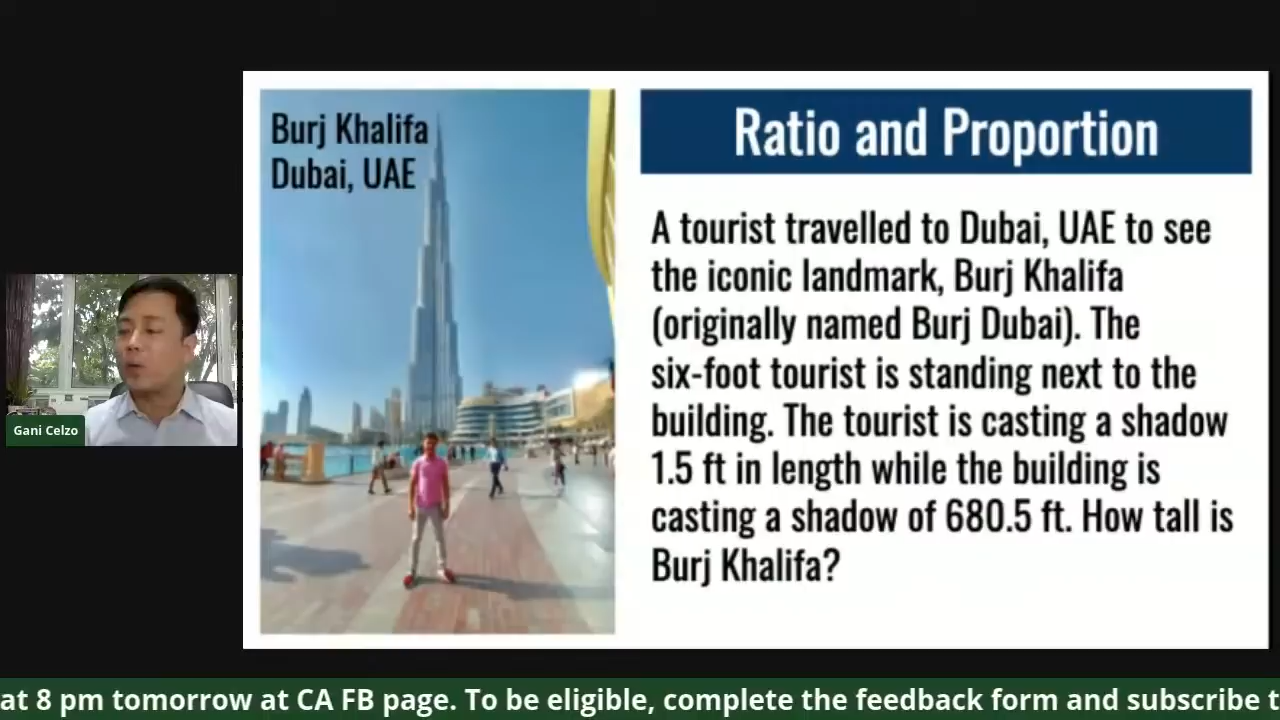 Burj Khalifa
Dubai, UAE
Ratio and Proportion
A tourist travelled to Dubai, UAE to see
the iconic landmark, Burj Khalifa
(originally named Burj Dubai). The
six-foot tourist is standing next to the
building. The tourist is casting a shadow
1.5 ft in length while the building is
casting a shadow of 680.5 ft. How tall is
Burj Khalifa?
Gani Celzo
at 8 pm tomorrow at CA FB page. To be eligible, complete the feedback form and subscribe t